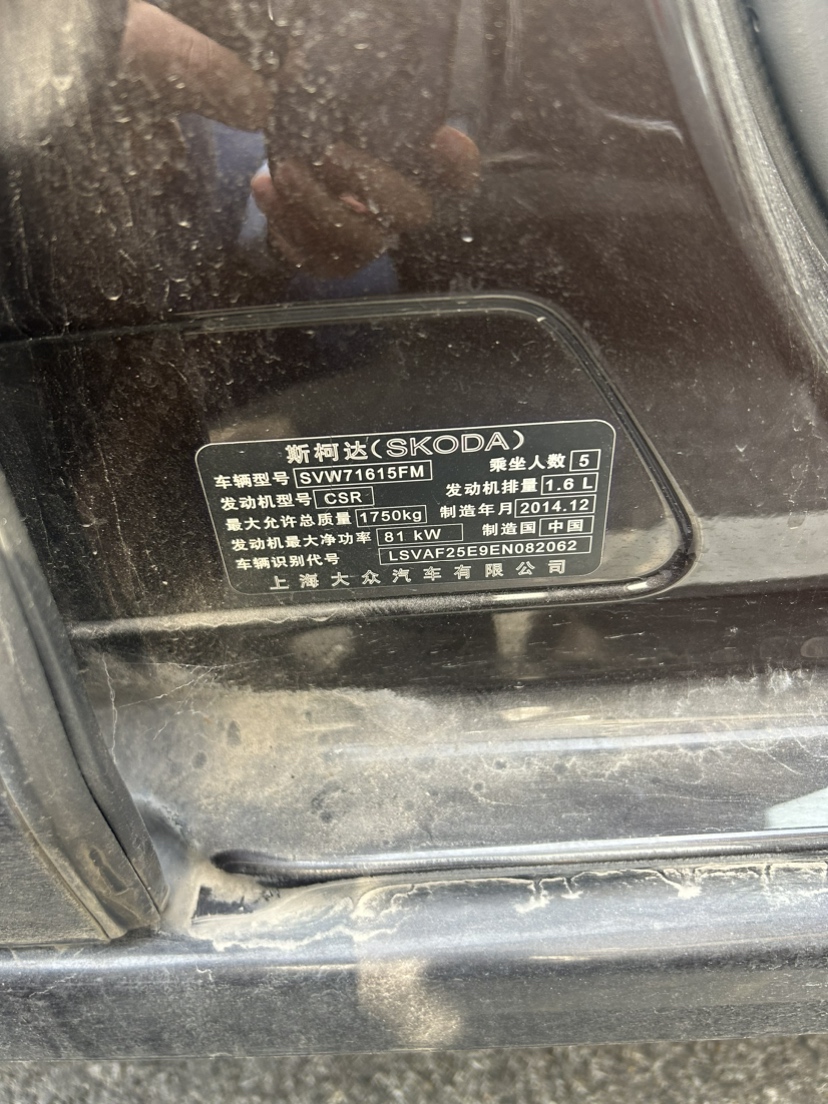 斯柯达(SKODA)
车辆型号 SVW71615FM 乘坐人数 5
发动机型号 CSR 发动机排量 1.6 L
最大允许总质量 1750kg 制造年月 2014.12
发动机最大净功率 81 kW 制造国 中国
车辆识别代号 LSVAF25E9EN082062
上海大众汽车有限公司